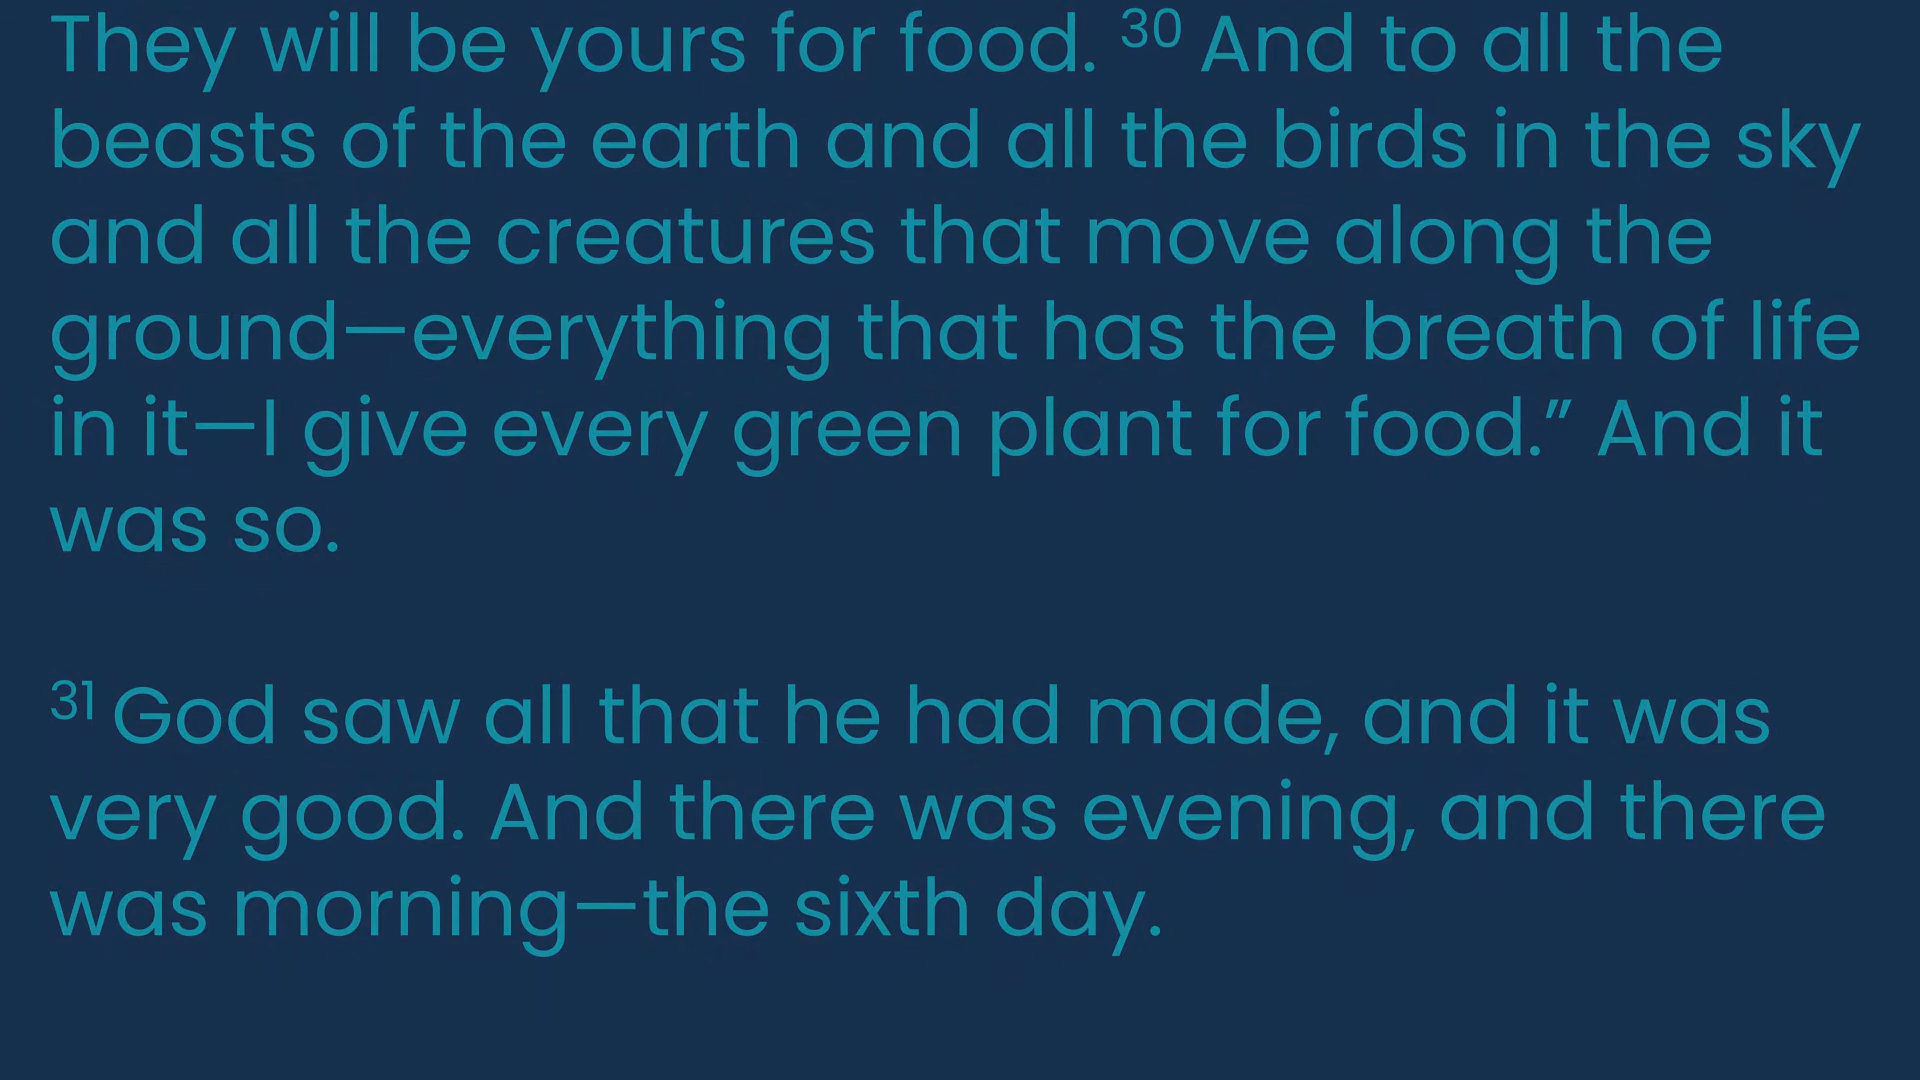 They will be yours for food. 30 And to all the
beasts of the earth and all the birds in the sky
and all the creatures that move along the
ground—everything that has the breath of life
in it—I give every green plant for food.” And it
was so.
31 God saw all that he had made, and it was
very good. And there was evening, and there
was morning—the sixth day.